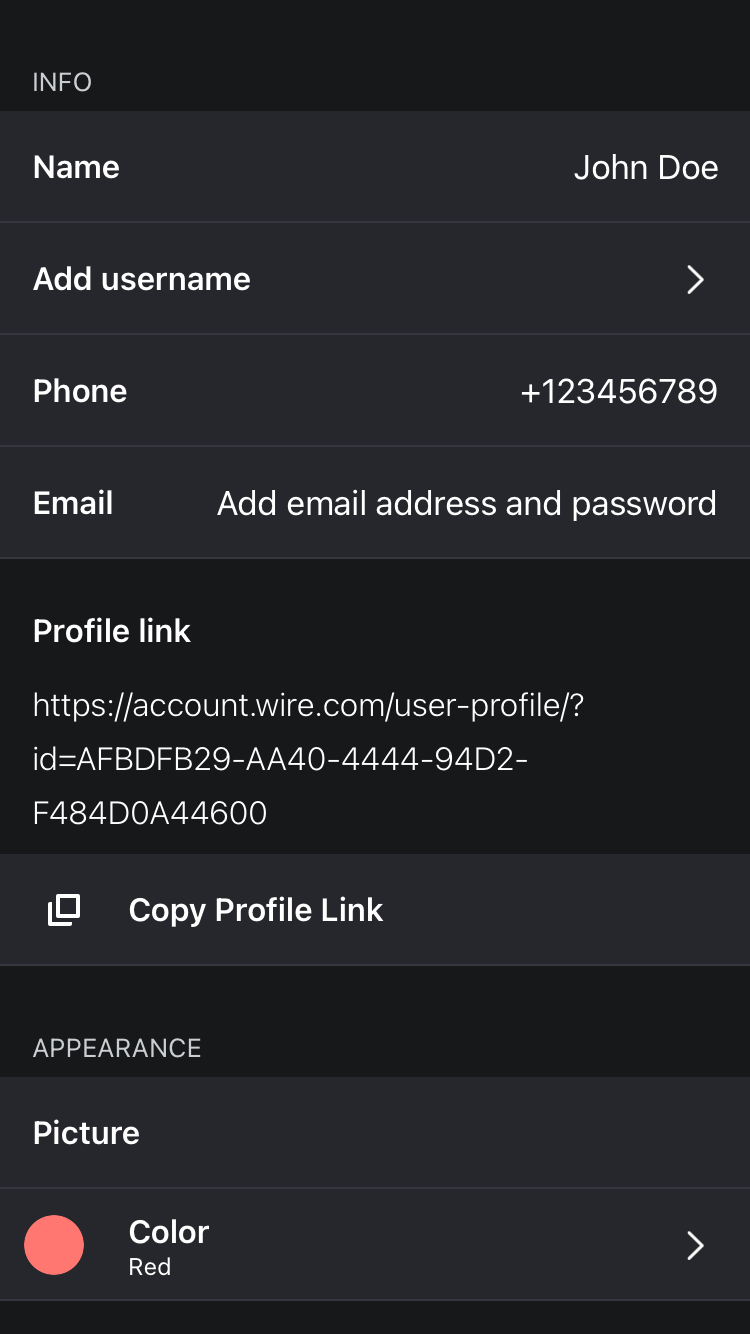 INFO
Name John Doe
Add username
Phone +123456789
Email Add email address and password
Profile link
https://account.wire.com/user-profile/?
id=AFBDFB29-AA40-4444-94D2-
F484D0A44600
Copy Profile Link
APPEARANCE
Picture
Color
Red